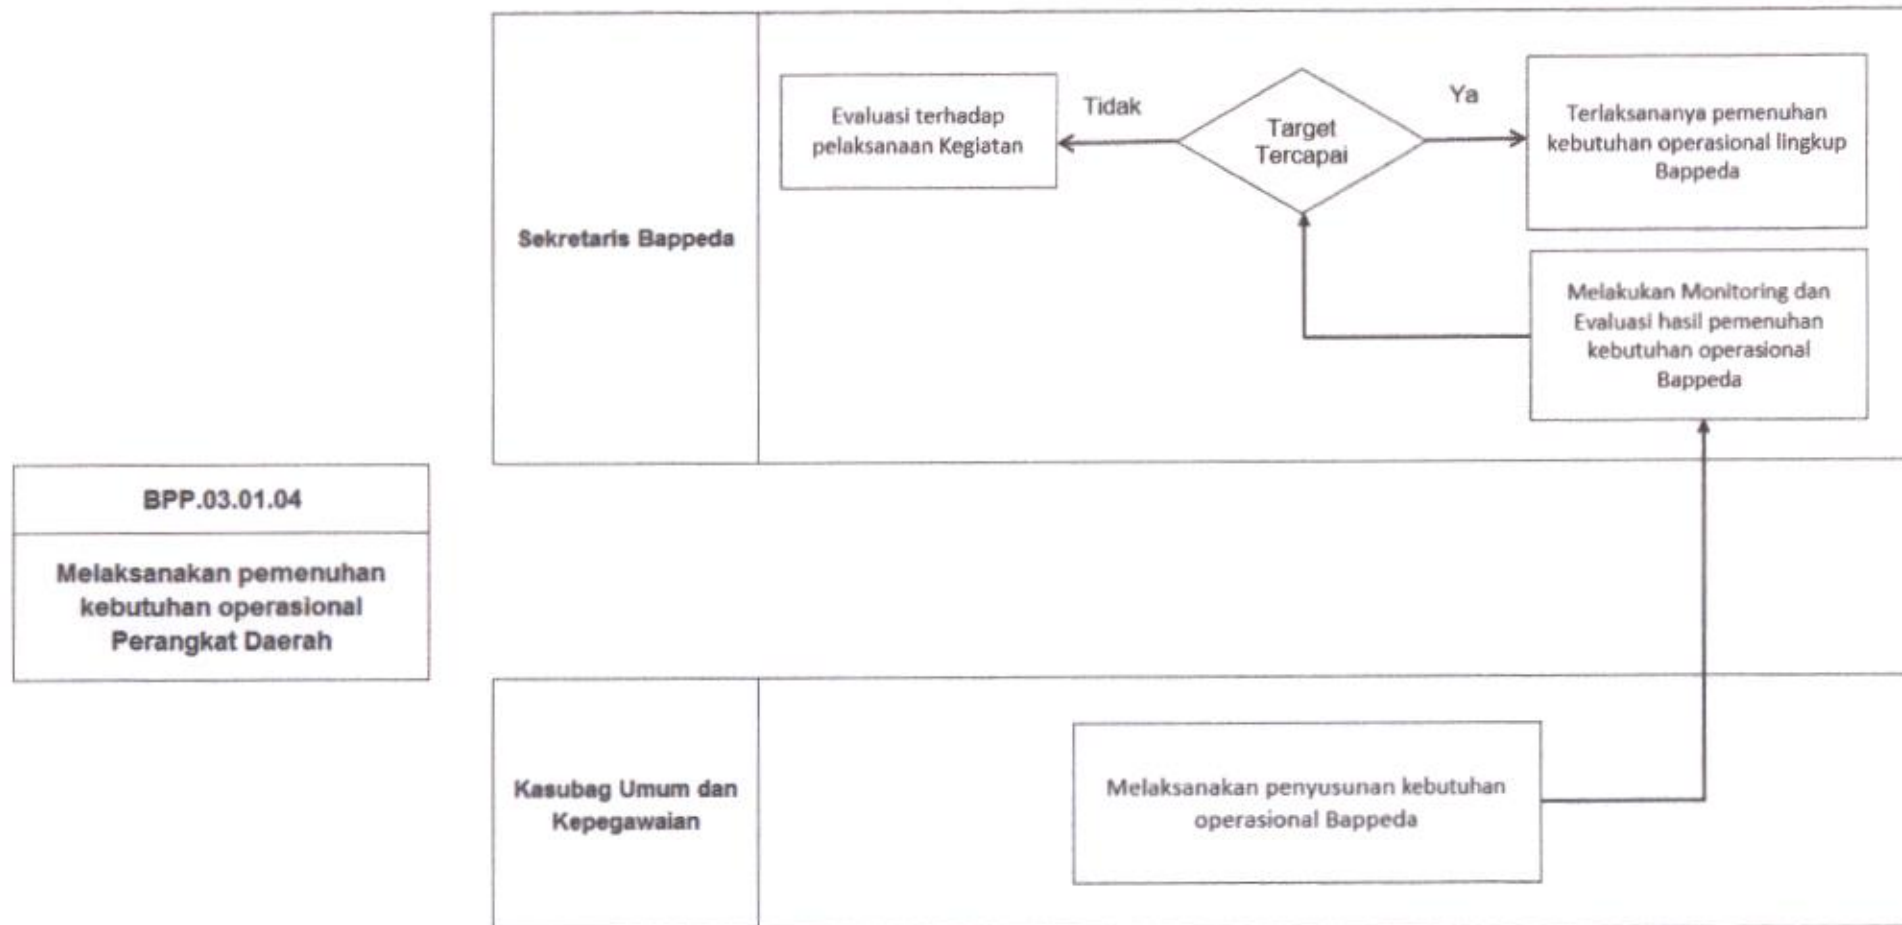 BPP.03.01.04
Melaksanakan pemenuhan
kebutuhan operasional
Perangkat Daerah
Sekretaris Bappeda
Evaluasi terhadap
pelaksanaan Kegiatan
Tidak
Target
Tercapai
Ya
Terlaksananya pemenuhan
kebutuhan operasional lingkup
Bappeda
Melakukan Monitoring dan
Evaluasi hasil pemenuhan
kebutuhan operasional
Bappeda
Kasubag Umum dan
Kepegawaian
Melaksanakan penyusunan kebutuhan
operasional Bappeda